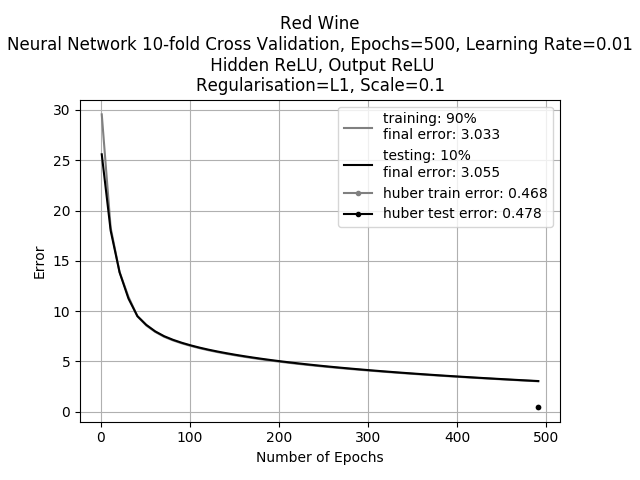 Red Wine
Neural Network 10-fold Cross Validation, Epochs=500, Learning Rate=0.01
Hidden ReLU, Output ReLU
Regularisation=L1, Scale=0.1
30
25
20
15
10
5
0
Error
training: 90%
final error: 3.033
testing: 10%
final error: 3.055
huber train error: 0.468
huber test error: 0.478
0 100 200 300 400 500
Number of Epochs